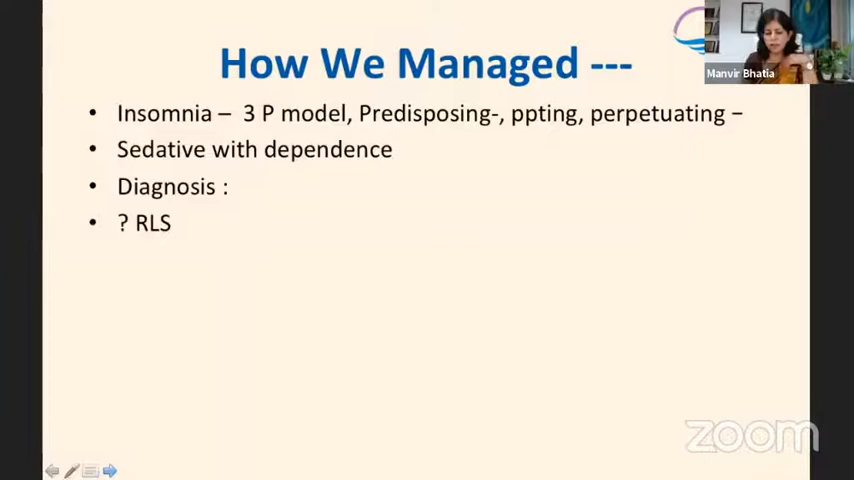 How We Managed ---
Manvir Bhatia
• Insomnia – 3 P model, Predisposing-, ppting, perpetuating –
• Sedative with dependence
• Diagnosis :
• ? RLS
zoom